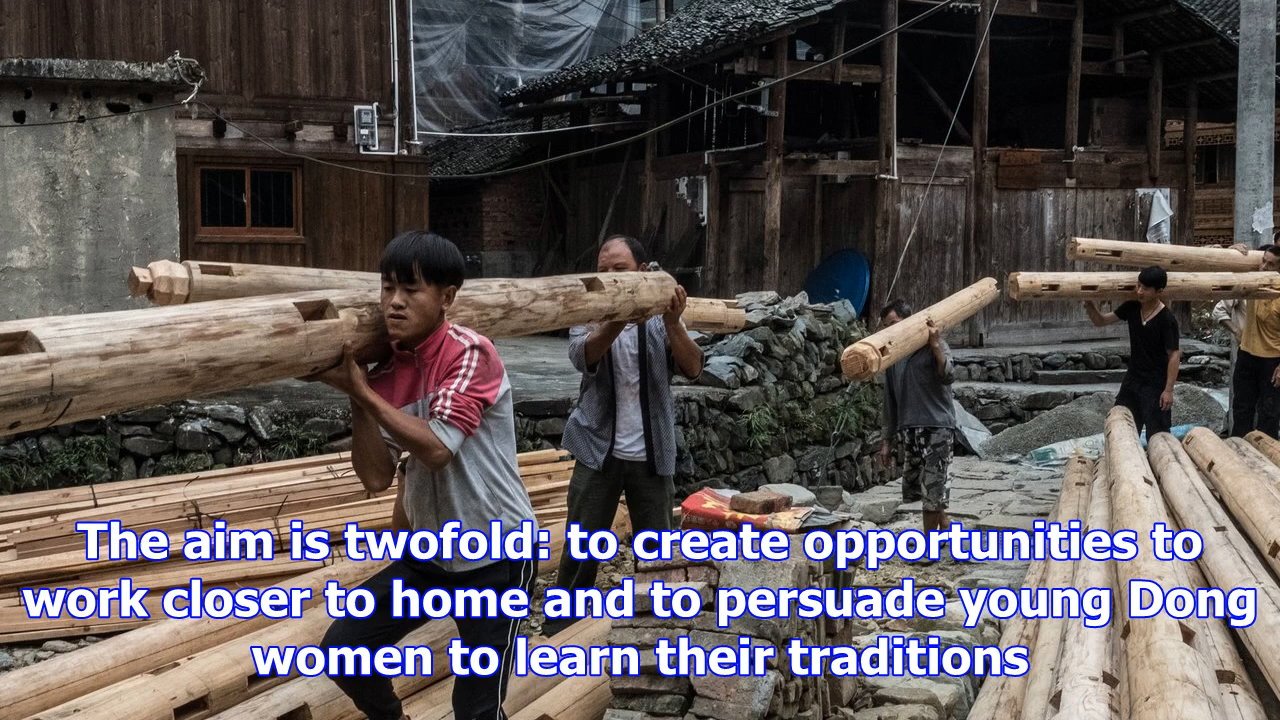 The aim is twofold: to create opportunities to
work closer to home and to persuade young Dong
women to learn their traditions